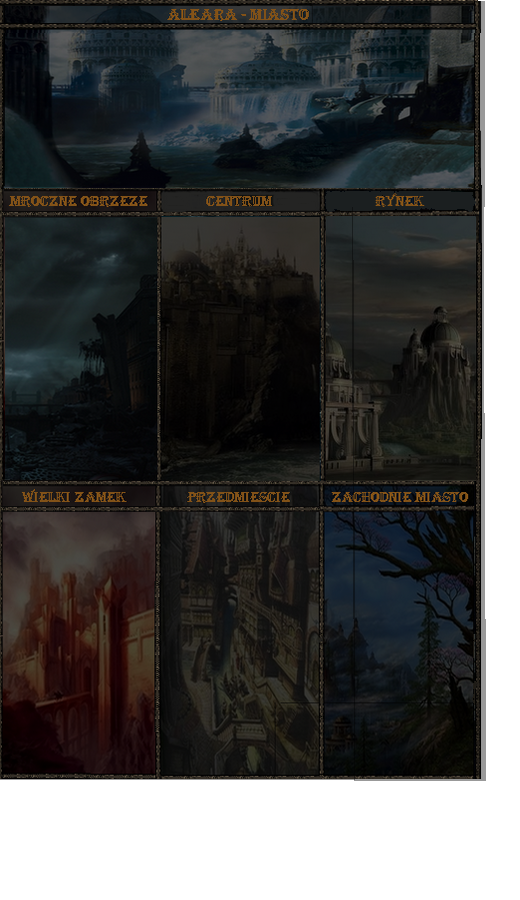 ALEARA - MIASTO
MROCZNE OBRZEZE
CENTRUM
RYNEK
WIELKI ZAMEK
PRZEDMIESCIE
ZACHODNIE MIASTO